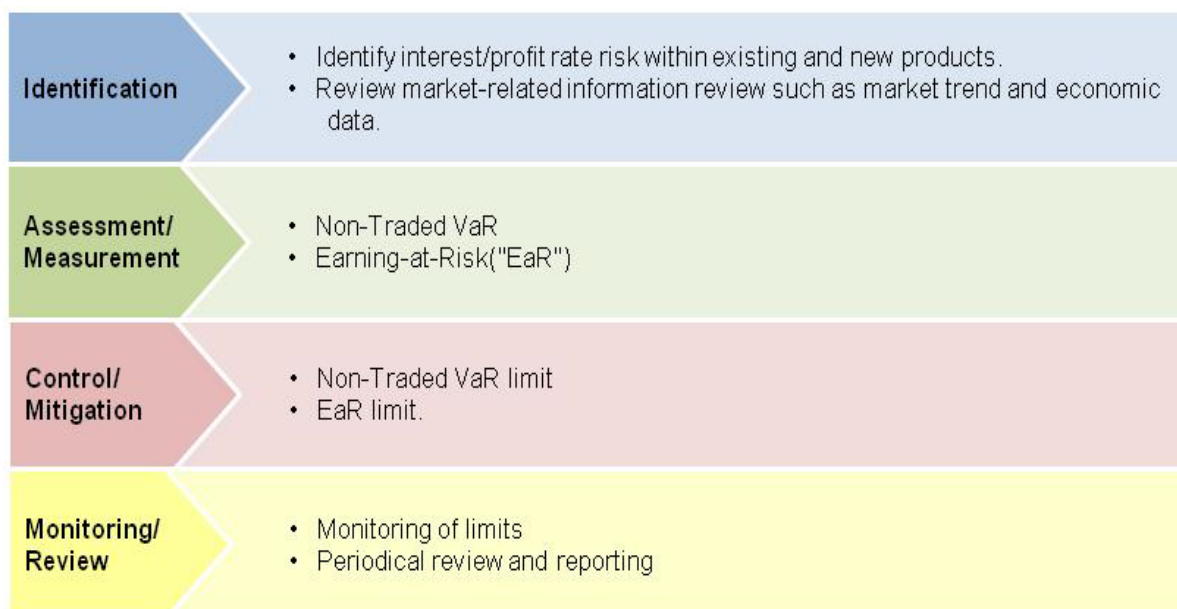 Identification
• Identify interest/profit rate risk within existing and new products.
• Review market-related information review such as market trend and economic
data.
Assessment/
Measurement
• Non-Traded VaR
• Earning-at-Risk("EaR")
Control/
Mitigation
• Non-Traded VaR limit
• EaR limit.
Monitoring/
Review
• Monitoring of limits
• Periodical review and reporting